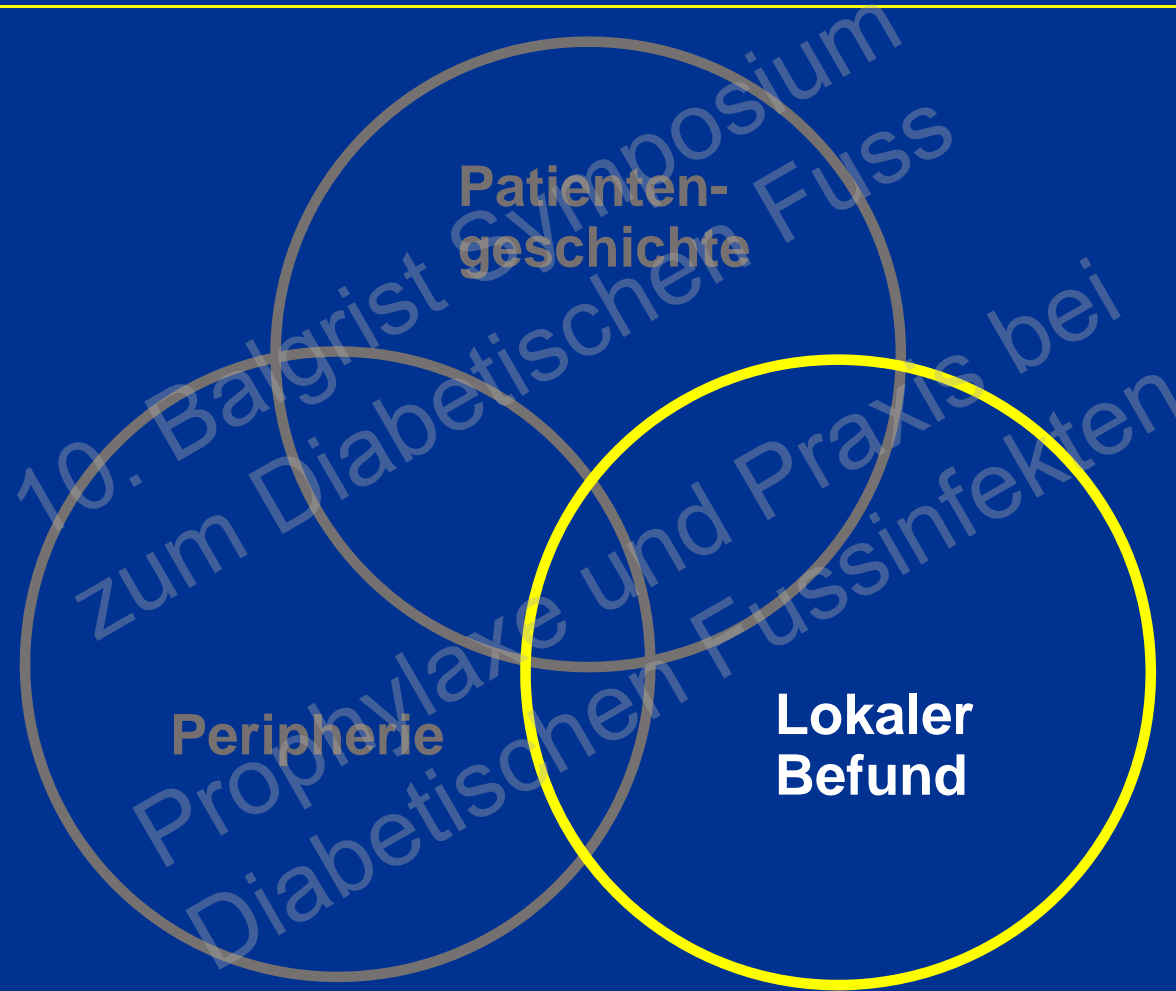 Patienten-
geschichte
Peripherie
Lokaler
Befund
10. Balgrist Symposium
zum Diabetischen Fuss
Prophylaxe und Praxis bei
Diabetischen Fussinfekten